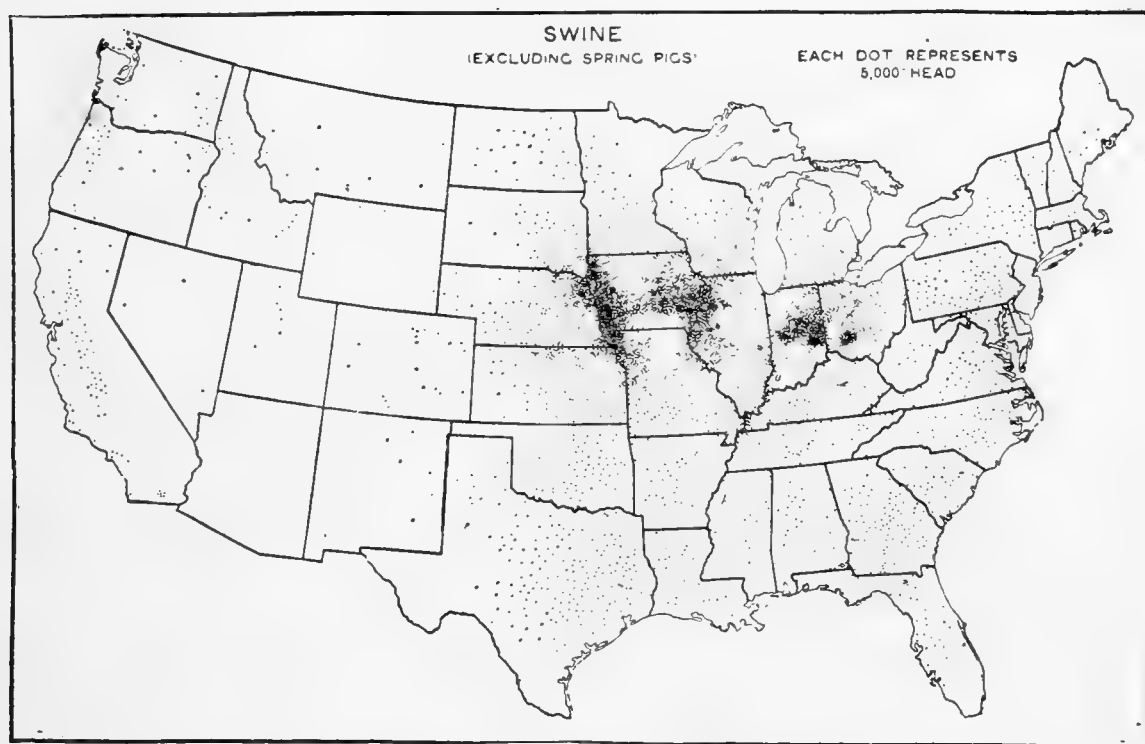 SWINE
(EXCLUDING SPRING PIGS)
EACH DOT REPRESENTS
5,000 HEAD